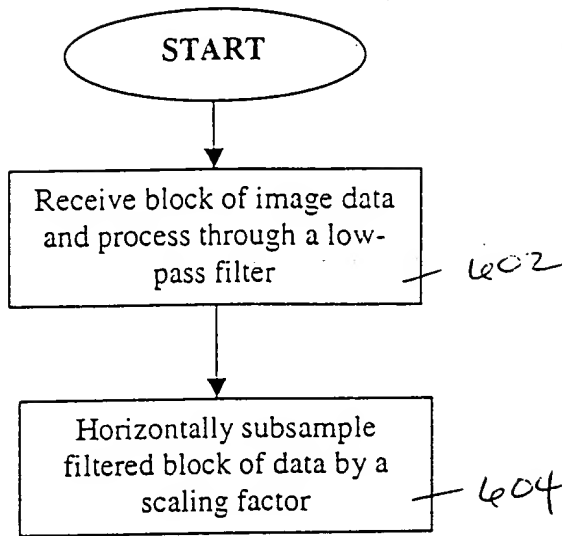 START
Receive block of image data
and process through a low-
pass filter
602
Horizontally subsample
filtered block of data by a
scaling factor
604